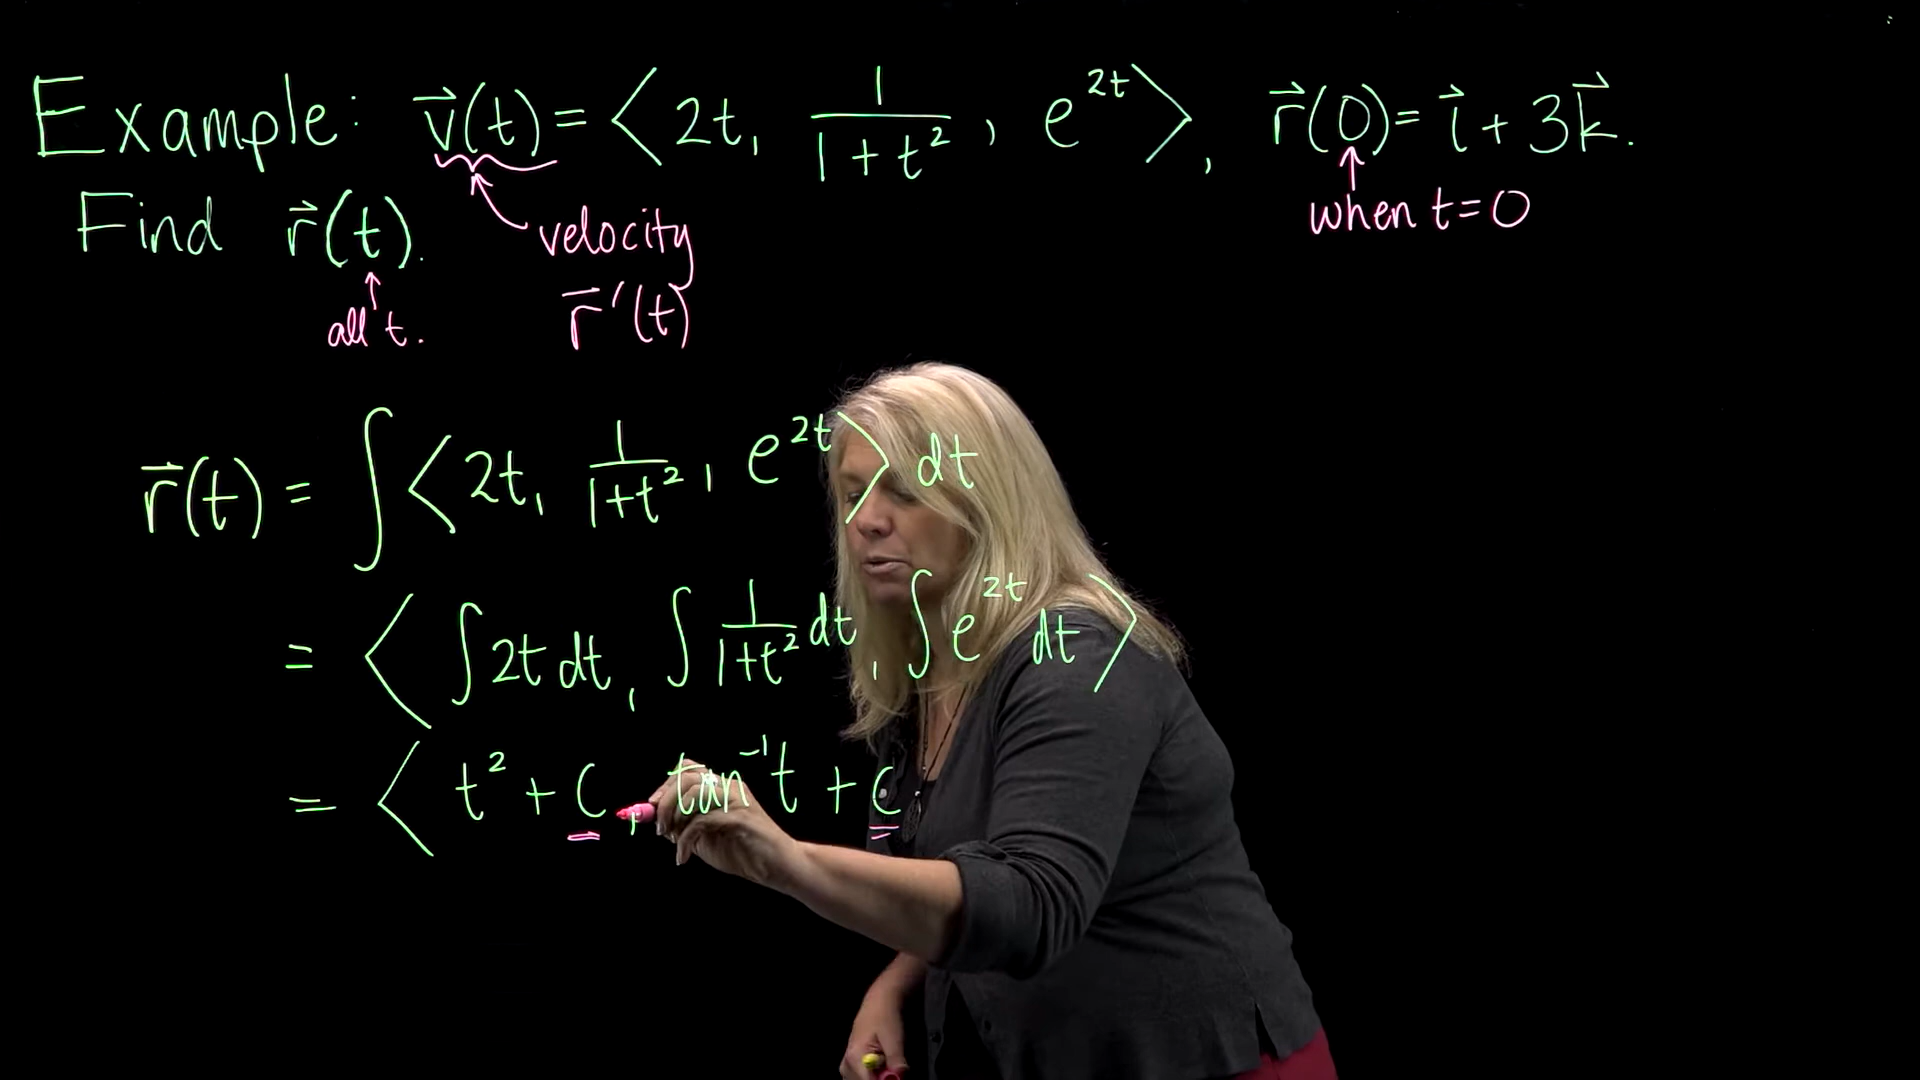 Example: v⃗(t) = ⟨2t, 1/(1+t²), e^{2t}⟩, r⃗(0) = i⃗ + 3k⃗.
when t=0
Find r⃗(t).
velocity
all t.
r⃗′(t)
r⃗(t) = ∫⟨2t, 1/(1+t²), e^{2t}⟩ dt
= ⟨∫2t dt, ∫1/(1+t²) dt, ∫e^{2t} dt⟩
= ⟨t² + C, tan⁻¹t + C